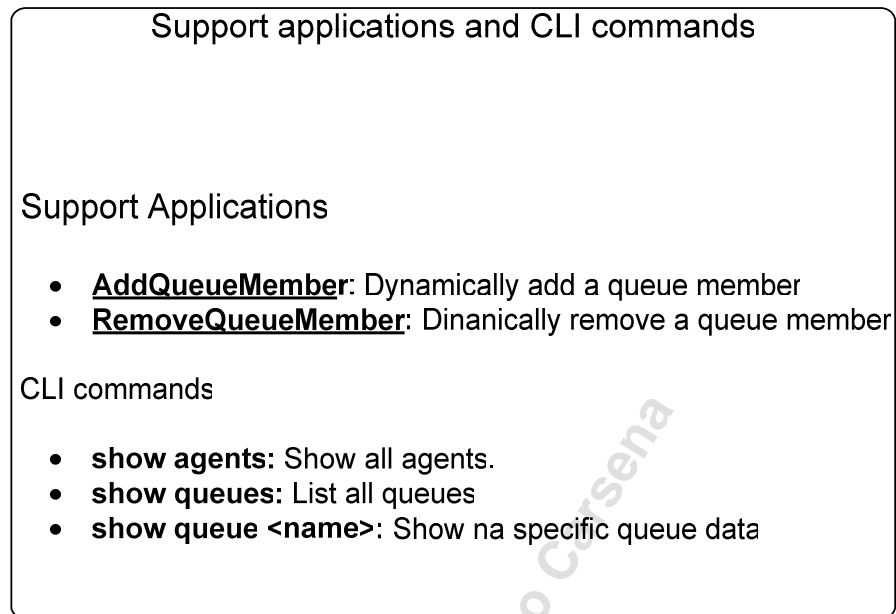 Support applications and CLI commands
Support Applications
• AddQueueMember: Dynamically add a queue member
• RemoveQueueMember: Dinanically remove a queue member
CLI commands
• show agents: Show all agents.
• show queues: List all queues
• show queue <name>: Show na specific queue data
o Carsena